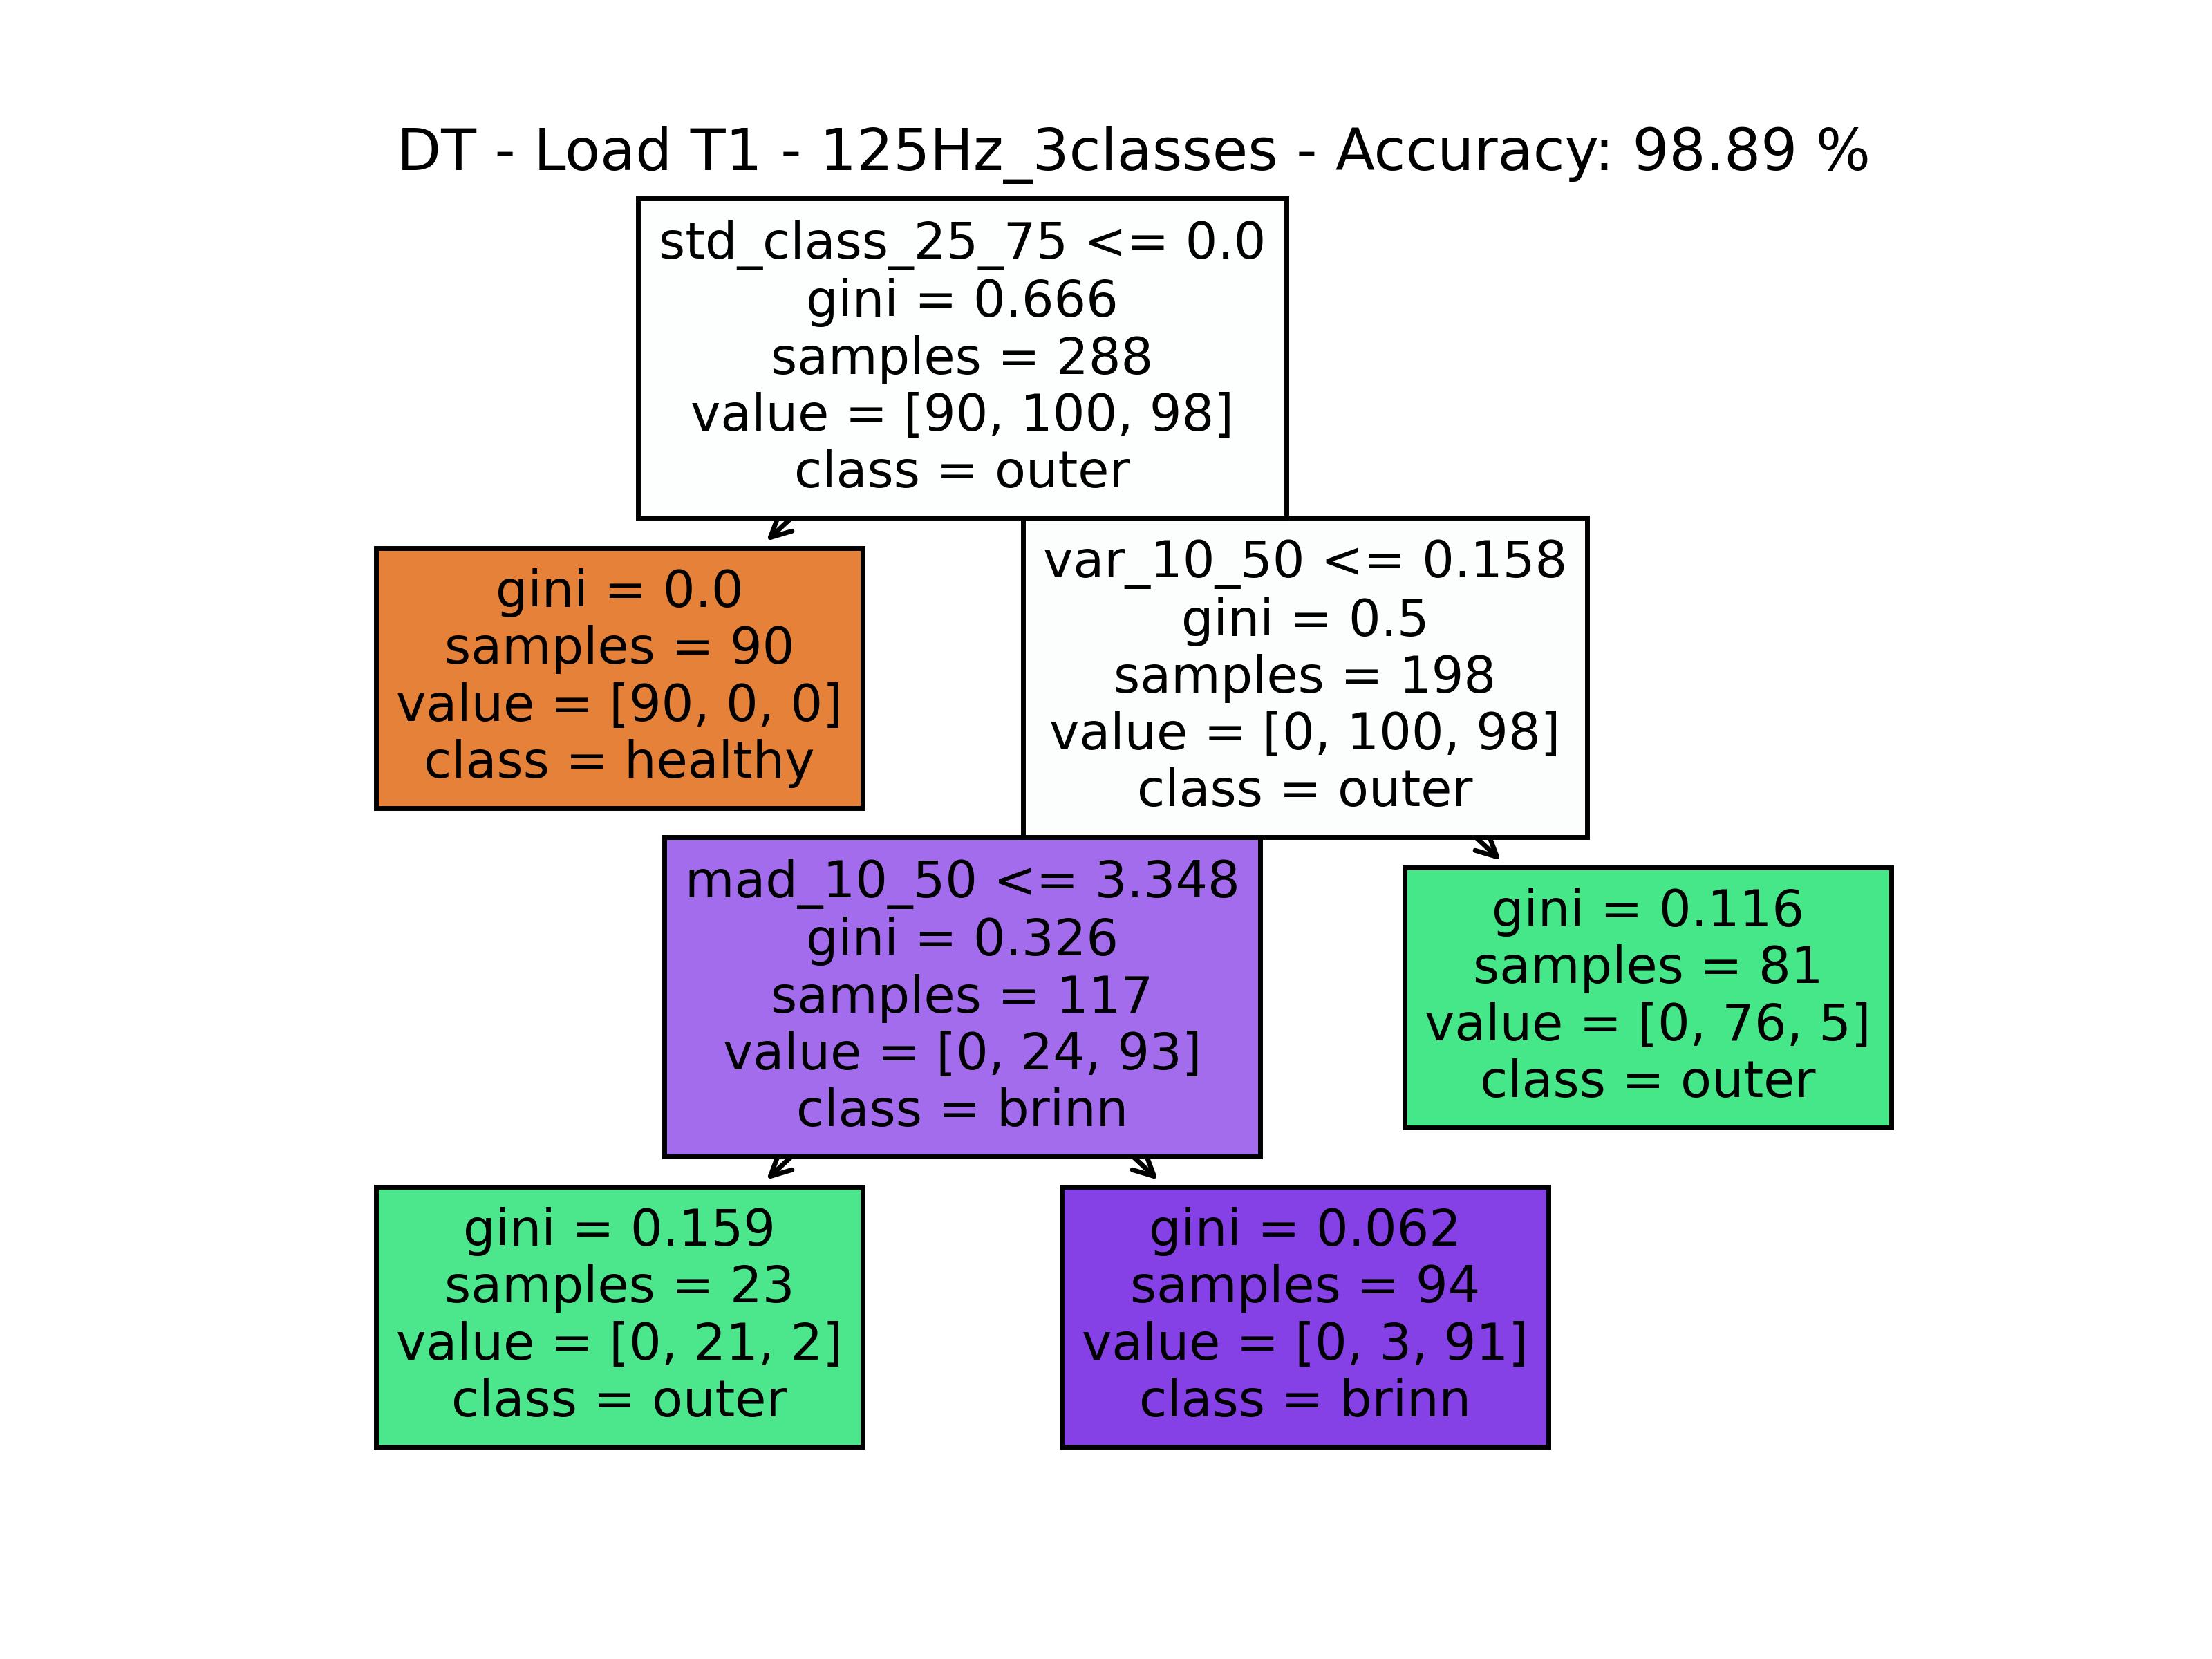 DT - Load T1 - 125Hz_3classes - Accuracy: 98.89 %
std_class_25_75 <= 0.0
gini = 0.666
samples = 288
value = [90, 100, 98]
class = outer
gini = 0.0
samples = 90
value = [90, 0, 0]
class = healthy
var_10_50 <= 0.158
gini = 0.5
samples = 198
value = [0, 100, 98]
class = outer
mad_10_50 <= 3.348
gini = 0.326
samples = 117
value = [0, 24, 93]
class = brinn
gini = 0.116
samples = 81
value = [0, 76, 5]
class = outer
gini = 0.159
samples = 23
value = [0, 21, 2]
class = outer
gini = 0.062
samples = 94
value = [0, 3, 91]
class = brinn